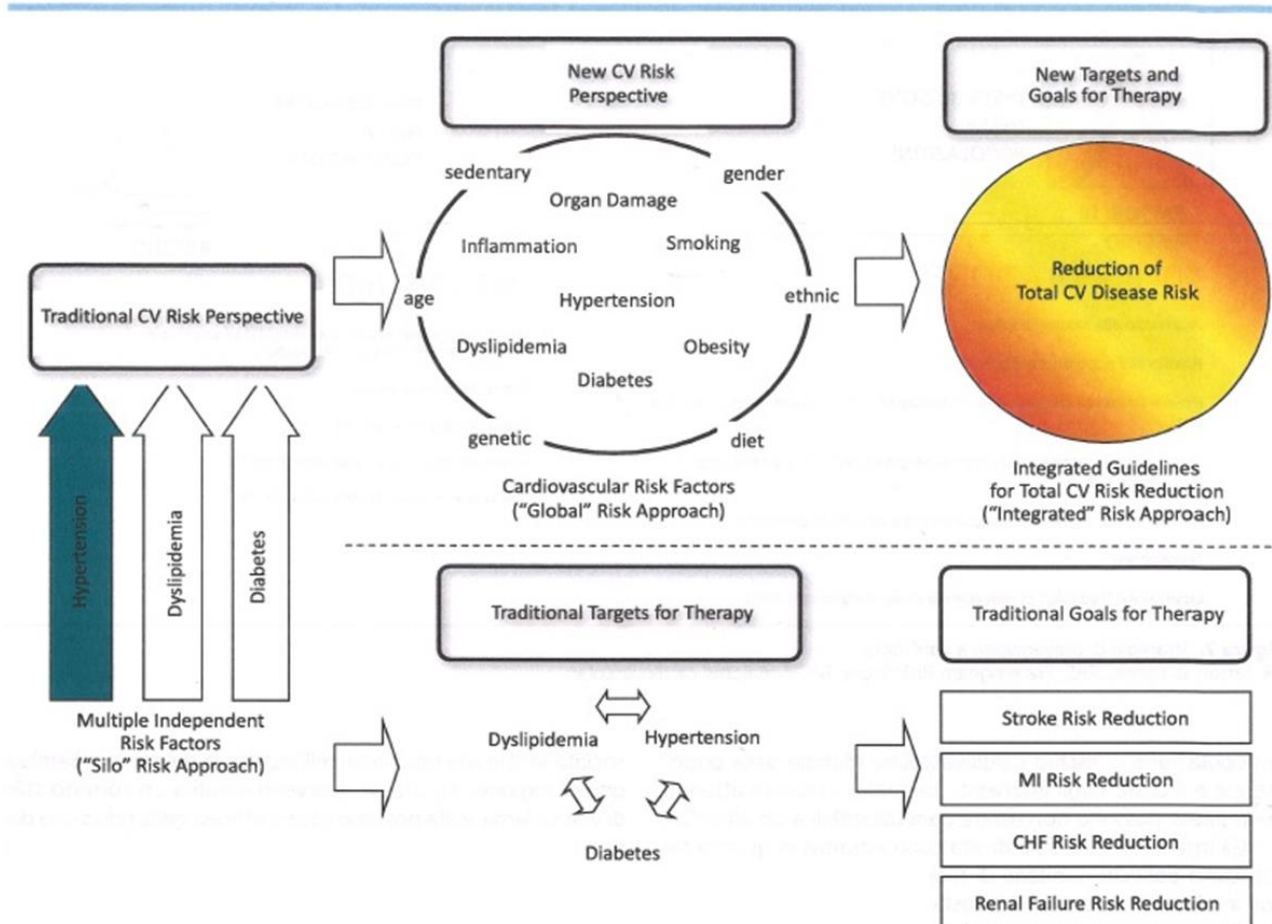 New CV Risk
Perspective
New Targets and
Goals for Therapy
sedentary
gender
Organ Damage
Inflammation
Smoking
age
Hypertension
ethnic
Dyslipidemia
Obesity
Diabetes
genetic
diet
Reduction of
Total CV Disease Risk
Traditional CV Risk Perspective
Cardiovascular Risk Factors
("Global" Risk Approach)
Integrated Guidelines
for Total CV Risk Reduction
("Integrated" Risk Approach)
Hypertension
Dyslipidemia
Diabetes
Multiple Independent
Risk Factors
("Silo" Risk Approach)
Traditional Targets for Therapy
Traditional Goals for Therapy
Dyslipidemia
Hypertension
Diabetes
Stroke Risk Reduction
MI Risk Reduction
CHF Risk Reduction
Renal Failure Risk Reduction